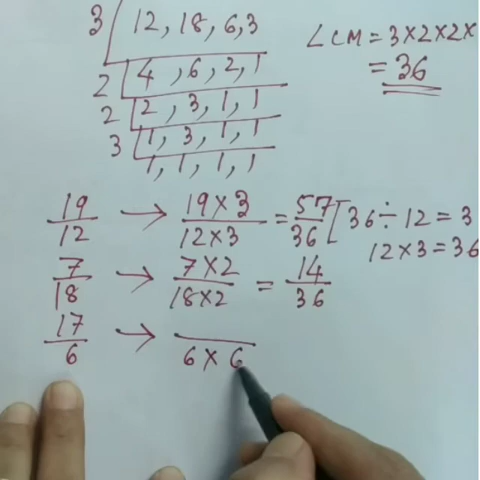 3 | 12, 18, 6, 3
2 | 4, 6, 2, 1
2 | 2, 3, 1, 1
3 | 1, 3, 1, 1
1, 1, 1, 1
LCM = 3×2×2×
= 36
19/12 → 19×3/12×3 = 57/36 [36÷12 = 3
12×3 = 36
7/18 → 7×2/18×2 = 14/36
17/6 → /6×6